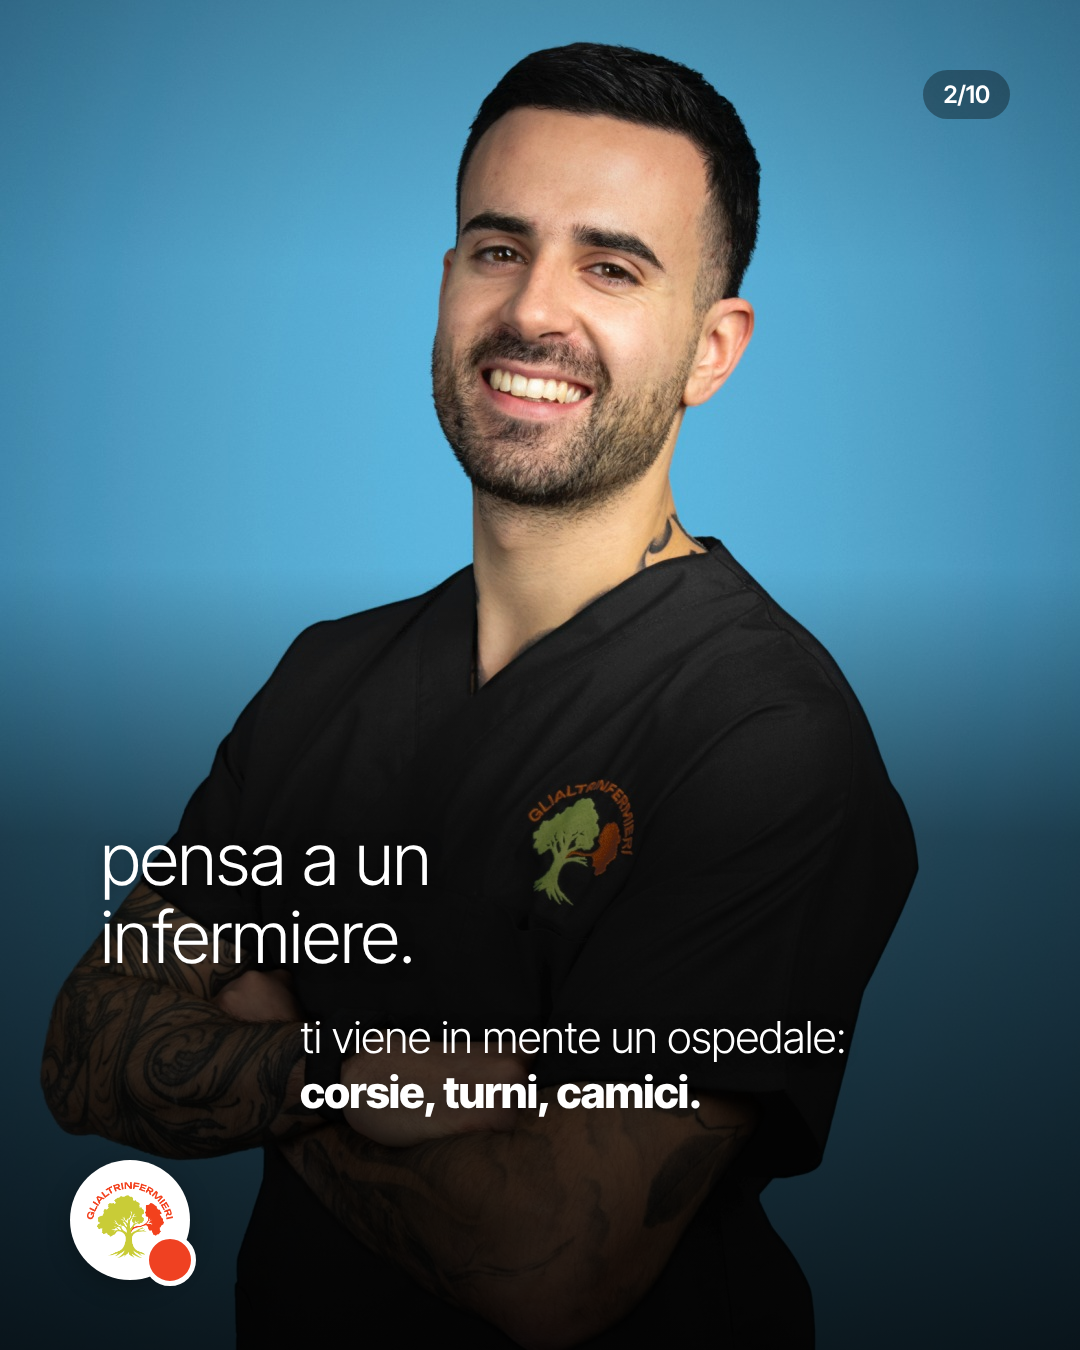 2/10
GLIALTRINFERMIERI
pensa a un
infermiere.
ti viene in mente un ospedale:
corsie, turni, camici.
GLIALTRINFERMIERI